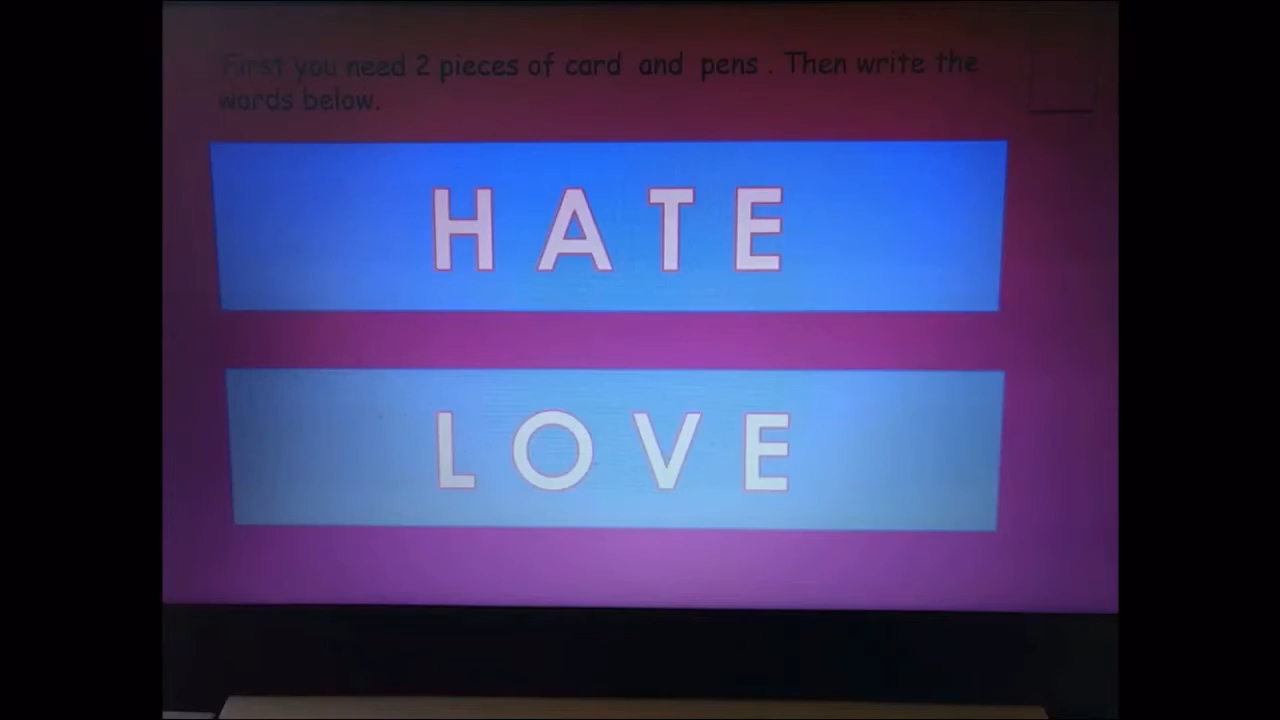 First you need 2 pieces of card and pens . Then write the
words below.
HATE
LOVE